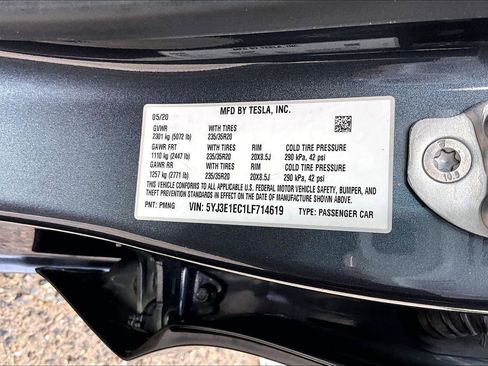 MFD BY TESLA, INC.
05/20
GVWR WITH TIRES
2301 kg (5072 lb) 235/35R20
GAWR FRT WITH TIRES RIM COLD TIRE PRESSURE
1110 kg (2447 lb) 235/35R20 20X8.5J 290 kPa, 42 psi
GAWR RR WITH TIRES RIM COLD TIRE PRESSURE
1257 kg (2771 lb) 235/35R20 20X8.5J 290 kPa, 42 psi
THIS VEHICLE CONFORMS TO ALL APPLICABLE U.S. FEDERAL MOTOR VEHICLE SAFETY, BUMPER, AND
THEFT PREVENTION STANDARDS IN EFFECT ON THE DATE OF MANUFACTURE SHOWN ABOVE.
PNT: PMNG VIN: 5YJ3E1EC1LF714619 TYPE: PASSENGER CAR
10.9